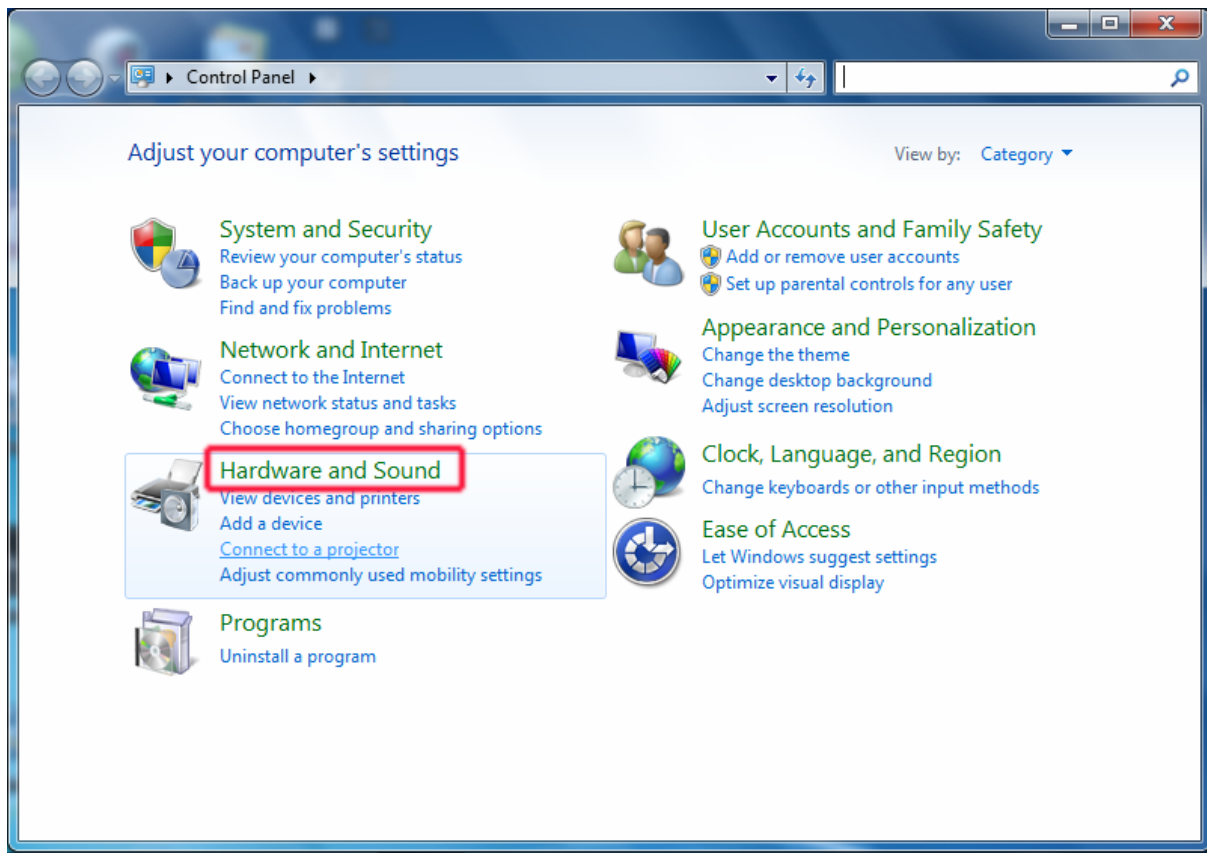 Control Panel
Adjust your computer's settings
View by: Category
System and Security
Review your computer's status
Back up your computer
Find and fix problems
Network and Internet
Connect to the Internet
View network status and tasks
Choose homegroup and sharing options
Hardware and Sound
View devices and printers
Add a device
Connect to a projector
Adjust commonly used mobility settings
Programs
Uninstall a program
User Accounts and Family Safety
Add or remove user accounts
Set up parental controls for any user
Appearance and Personalization
Change the theme
Change desktop background
Adjust screen resolution
Clock, Language, and Region
Change keyboards or other input methods
Ease of Access
Let Windows suggest settings
Optimize visual display